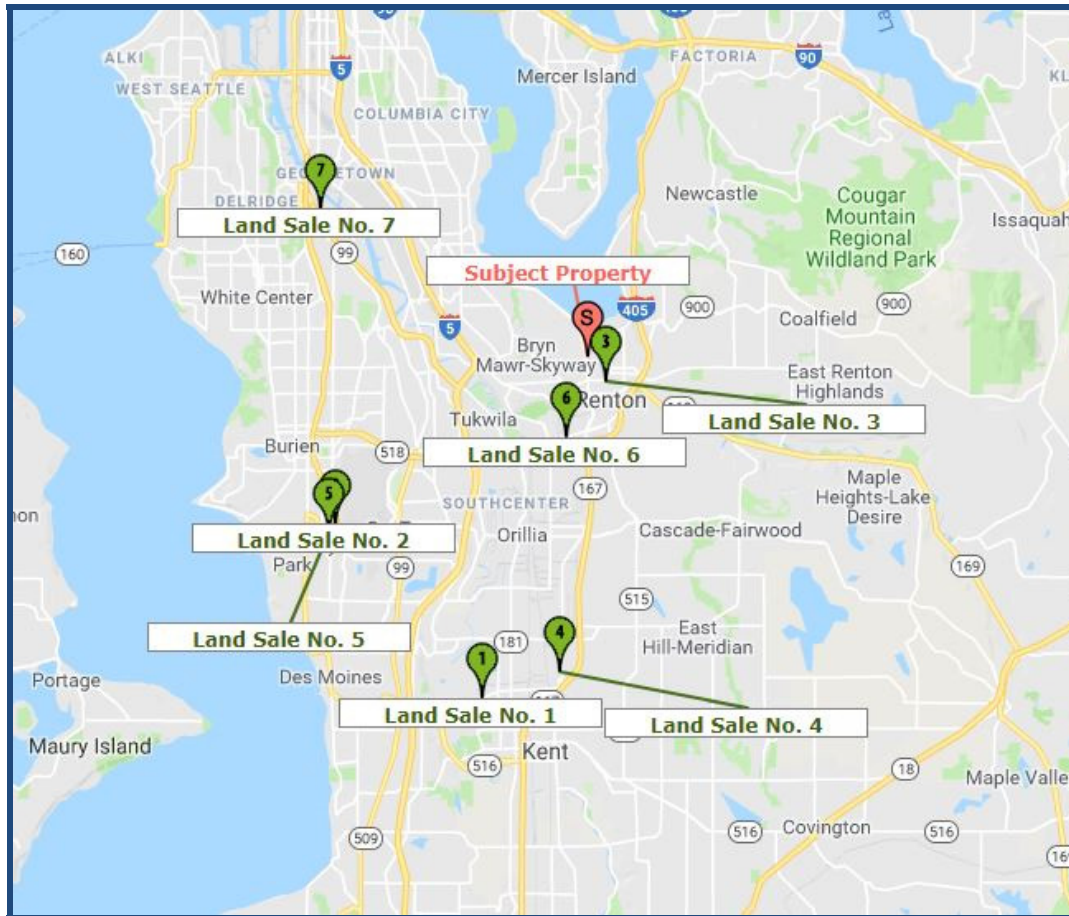 ALKI
WEST SEATTLE
5
COLUMBIA CITY
Mercer Island
FACTORIA
90
7
DELRIDGE
Land Sale No. 7
Newcastle
Cougar
Mountain
Regional
Wildland Park
Issaquah
160
99
White Center
5
Subject Property
S
405
900
900
Coalfield
Bryn
Mawr-Skyway
3
East Renton
Highlands
Renton
Land Sale No. 3
6
Tukwila
Land Sale No. 6
Burien
518
5
Land Sale No. 2
Park
99
Land Sale No. 5
SOUTHCENTER
167
Orillia
Cascade-Fairwood
Maple
Heights-Lake
Desire
169
515
East
Hill-Meridian
181
4
1
Des Moines
Portage
Land Sale No. 1
Land Sale No. 4
Maury Island
Kent
516
18
Maple Valley
509
516
Covington
516